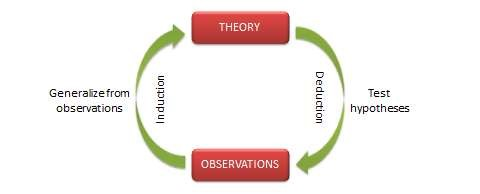 THEORY
Generalize from
observations
Induction
Deduction
Test
hypotheses
OBSERVATIONS